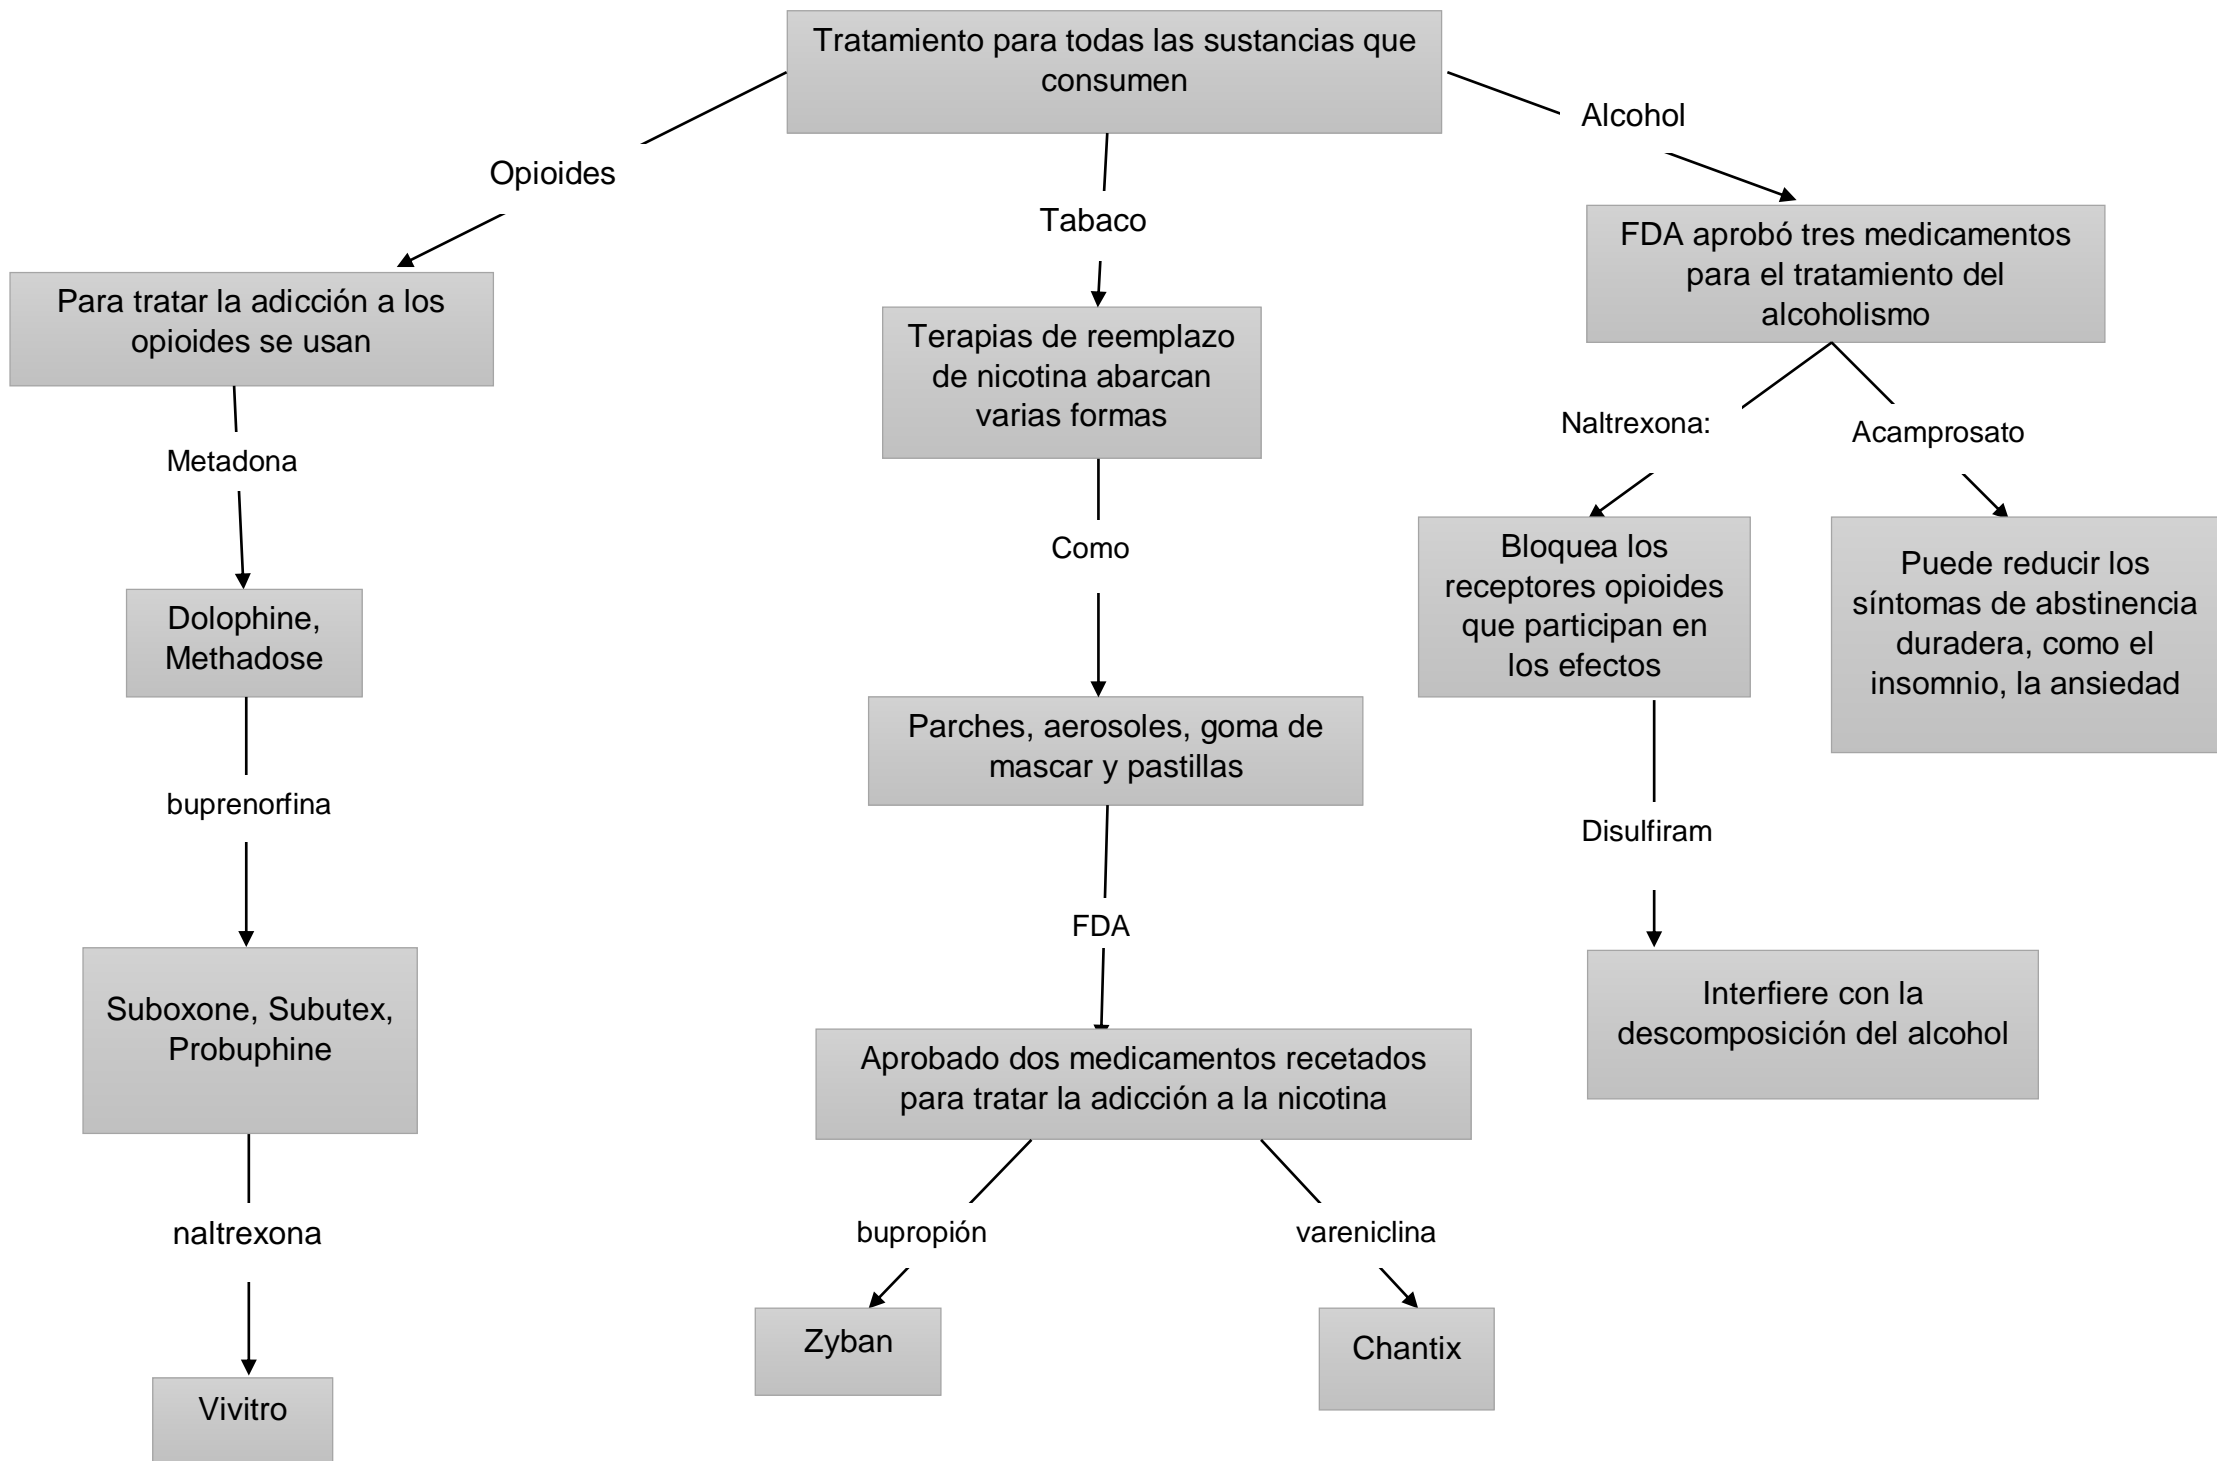 Tratamiento para todas las sustancias que
consumen
Opioides
Tabaco
Alcohol
Para tratar la adicción a los
opioides se usan
Metadona
Dolophine,
Methadose
buprenorfina
Suboxone, Subutex,
Probuphine
naltrexona
Vivitro
Terapias de reemplazo
de nicotina abarcan
varias formas
Como
Parches, aerosoles, goma de
mascar y pastillas
FDA
Aprobado dos medicamentos recetados
para tratar la adicción a la nicotina
bupropión
vareniclina
Zyban
Chantix
FDA aprobó tres medicamentos
para el tratamiento del
alcoholismo
Naltrexona:
Acamprosato
Bloquea los
receptores opioides
que participan en
los efectos
Puede reducir los
síntomas de abstinencia
duradera, como el
insomnio, la ansiedad
Disulfiram
Interfiere con la
descomposición del alcohol